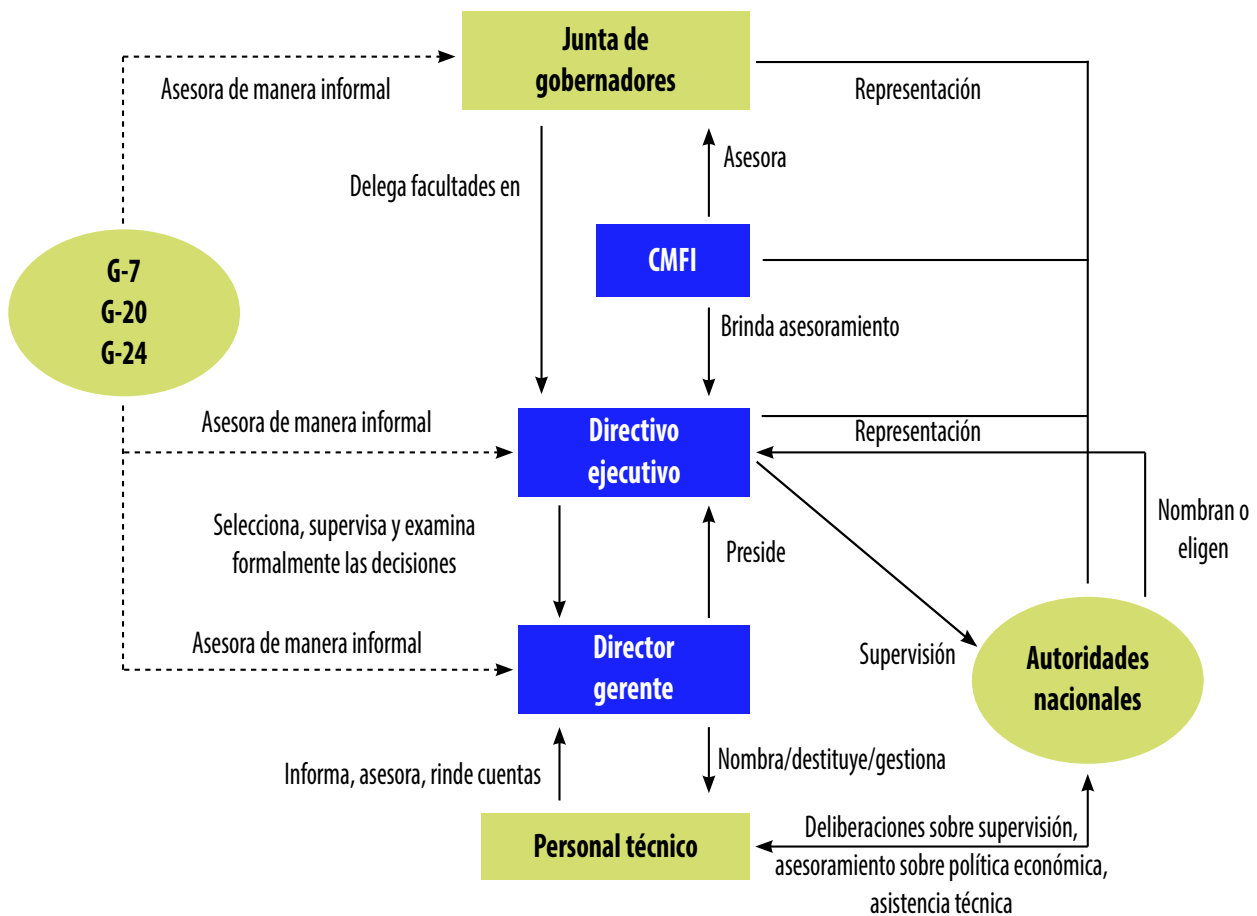 Junta de
gobernadores
Asesora de manera informal
Representación
Asesora
Delega facultades en
CMFI
G-7
G-20
G-24
Brinda asesoramiento
Asesora de manera informal
Directivo
ejecutivo
Representación
Selecciona, supervisa y examina
formalmente las decisiones
Preside
Nombran o
eligen
Asesora de manera informal
Director
gerente
Supervisión
Autoridades
nacionales
Informa, asesora, rinde cuentas
Nombra/destituye/gestiona
Personal técnico
Deliberaciones sobre supervisión,
asesoramiento sobre política económica,
asistencia técnica